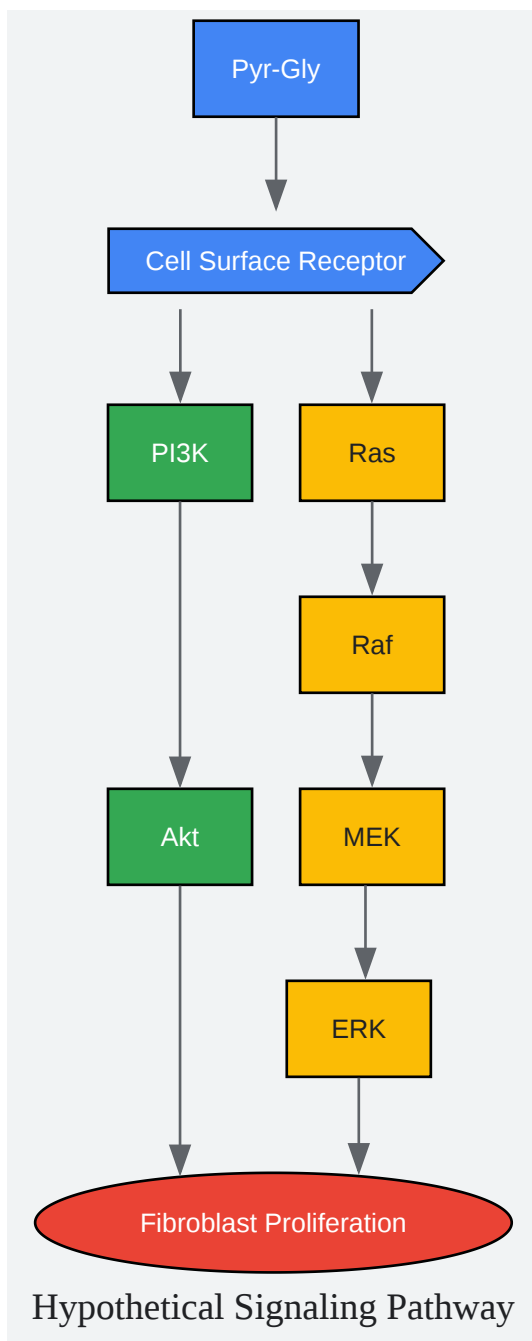 Pyr-Gly
Cell Surface Receptor
PI3K
Ras
Raf
Akt
MEK
ERK
Fibroblast Proliferation
Hypothetical Signaling Pathway